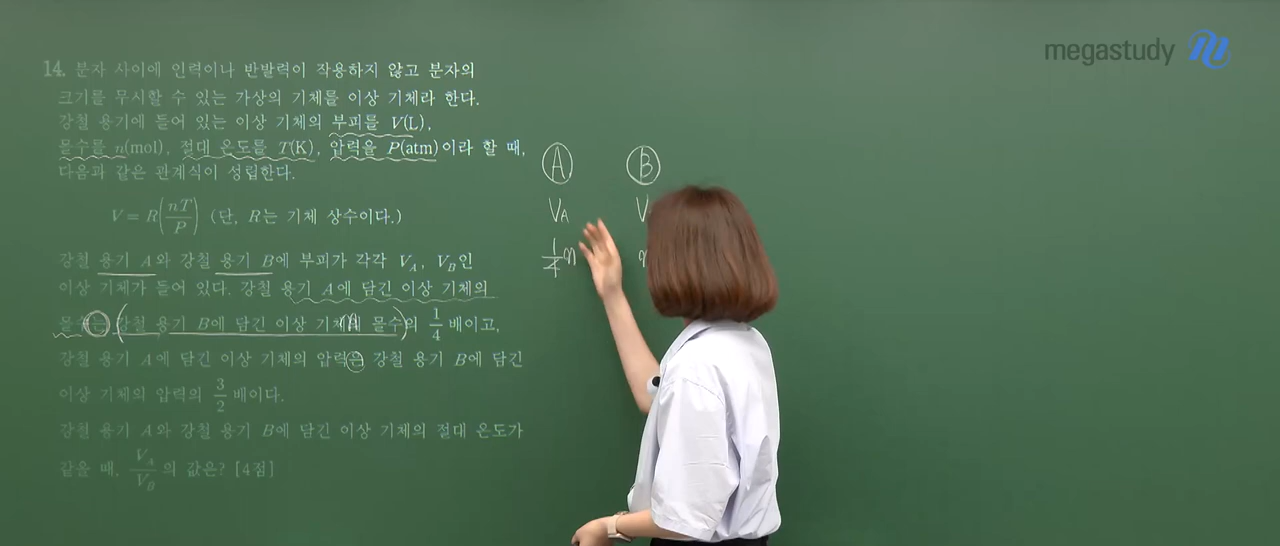 megastudy
14. 분자 사이에 인력이나 반발력이 작용하지 않고 분자의
크기를 무시할 수 있는 가상의 기체를 이상 기체라 한다.
강철 용기에 들어 있는 이상 기체의 부피를 V(L),
몰수를 n(mol), 절대 온도를 T(K), 압력을 P(atm)이라 할 때,
다음과 같은 관계식이 성립한다.
V = R(nT/P) (단, R는 기체 상수이다.)
강철 용기 A와 강철 용기 B에 부피가 각각 V_A, V_B인
이상 기체가 들어 있다. 강철 용기 A에 담긴 이상 기체의
몰수는 강철 용기 B에 담긴 이상 기체의 몰수의 1/4 배이고,
강철 용기 A에 담긴 이상 기체의 압력은 강철 용기 B에 담긴
이상 기체의 압력의 3/2 배이다.
강철 용기 A와 강철 용기 B에 담긴 이상 기체의 절대 온도가
같을 때, V_A/V_B 의 값은? [4점]
A B
V_A V
1/4 n n